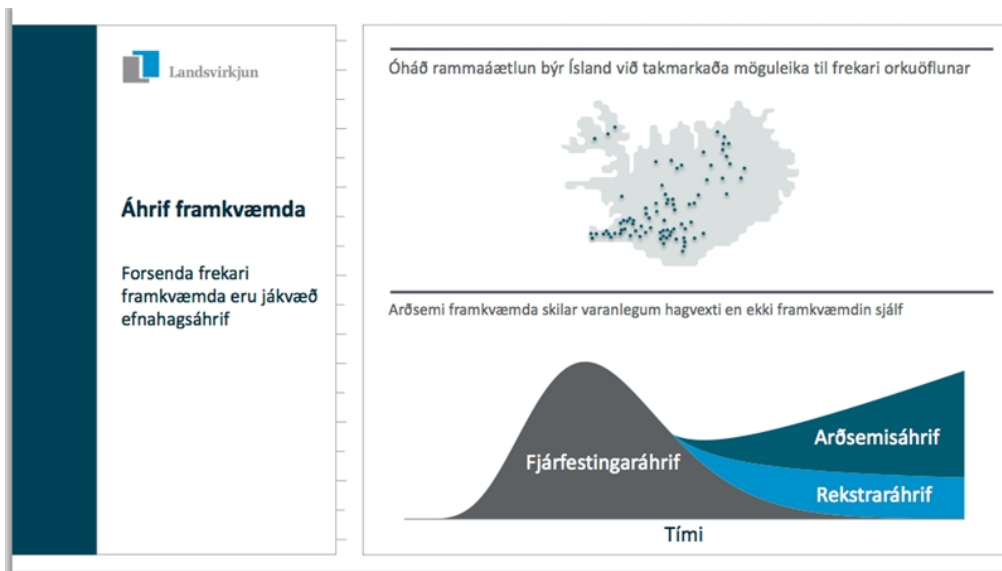 Landsvirkjun
Áhrif framkvæmda
Forsenda frekari
framkvæmda eru jákvæð
efnahagsáhrif
Óháð rammaáætlun býr Ísland við takmarkaða möguleika til frekari orkuöflunar
Arðsemi framkvæmda skilar varanlegum hagvexti en ekki framkvæmdin sjálf
Fjárfestingaráhrif
Arðsemisáhrif
Rekstraráhrif
Tími